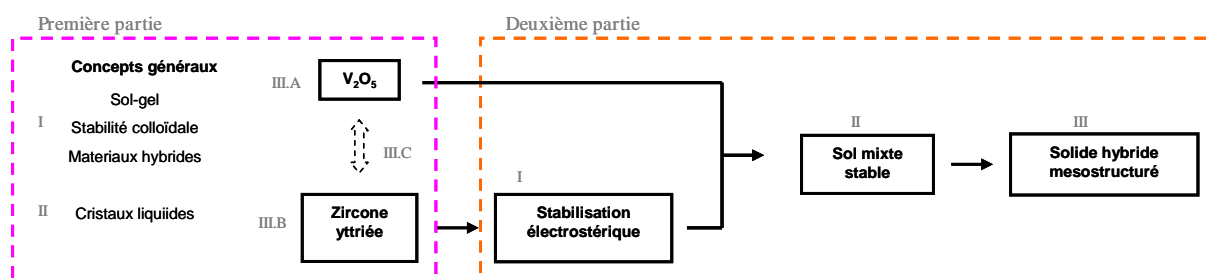 Première partie
Deuxième partie
Concepts généraux
Sol-gel
I
Stabilité colloïdale
Materiaux hybrides
II
Cristaux liquiides
III.A
V₂O₅
III.C
III.B
Zircone
yttriée
I
Stabilisation
électrostérique
II
Sol mixte
stable
III
Solide hybride
mesostructuré